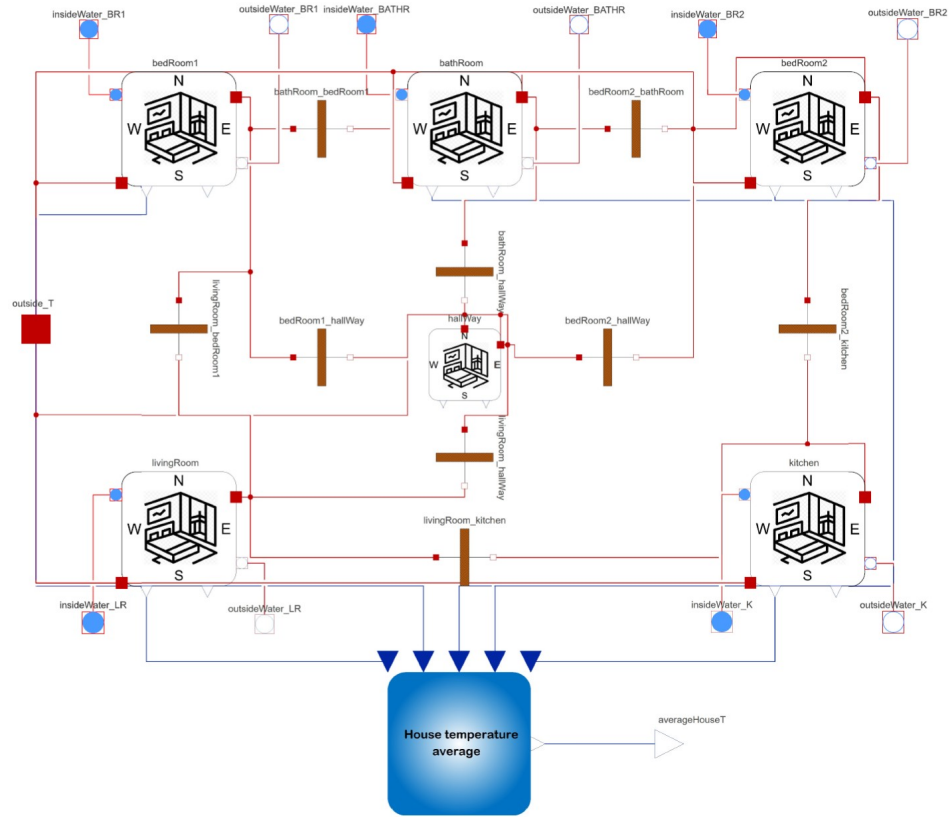 insideWater_BR1
outsideWater_BR1
insideWater_BATHR
outsideWater_BATHR
insideWater_BR2
outsideWater_BR2
bedRoom1
bathRoom
bedRoom2
N
W
E
S
bathRoom_bedRoom1
N
W
E
S
bedRoom2_bathRoom
N
W
E
S
bathRoom_hallWay
outside_T
livingRoom_bedRoom1
bedRoom1_hallWay
hallWay
N
W
E
S
bedRoom2_hallWay
bedRoom2_kitchen
livingRoom_hallWay
livingRoom
kitchen
N
W
E
S
livingRoom_kitchen
N
W
E
S
insideWater_LR
outsideWater_LR
insideWater_K
outsideWater_K
House temperature
average
averageHouseT